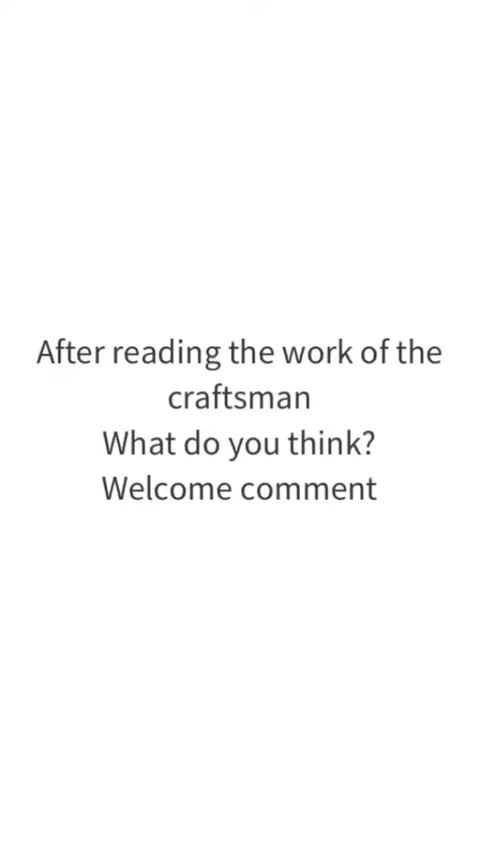 After reading the work of the
craftsman
What do you think?
Welcome comment